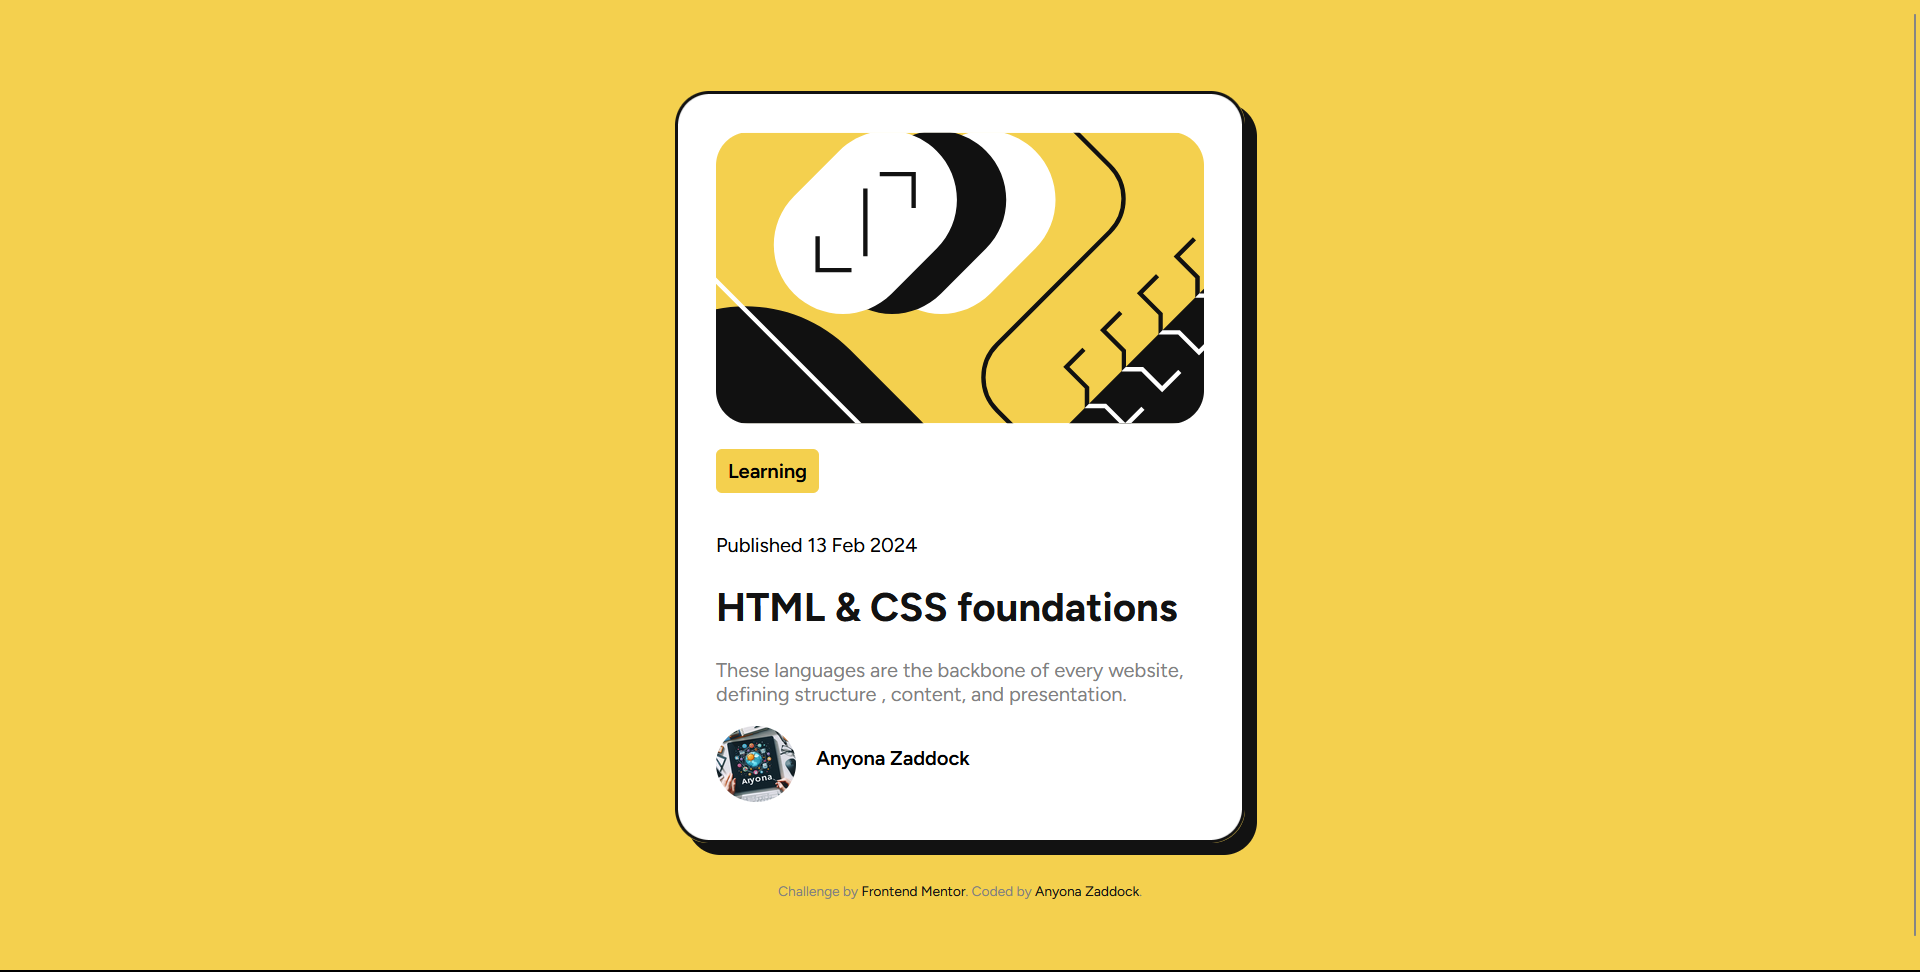 Learning
Published 13 Feb 2024
HTML & CSS foundations
These languages are the backbone of every website,
defining structure , content, and presentation.
Anyona
Anyona Zaddock
Challenge by Frontend Mentor. Coded by Anyona Zaddock.